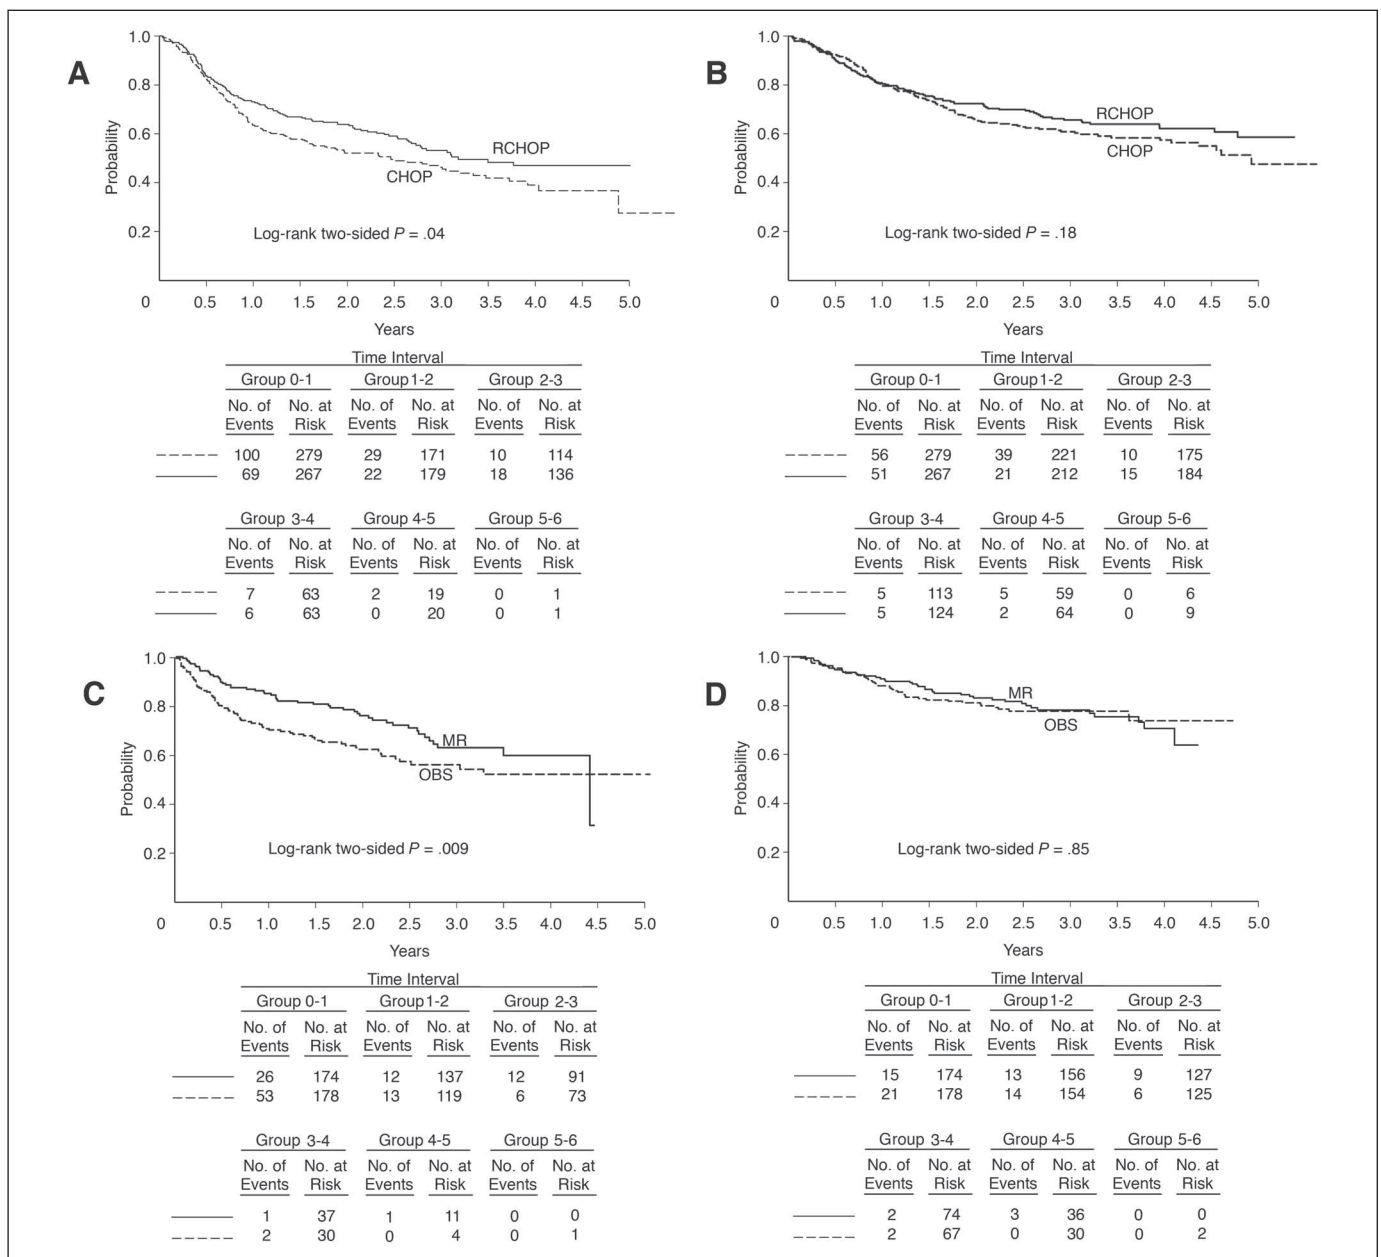 A
Probability
1.0
0.8
0.6
0.4
0.2
RCHOP
CHOP
Log-rank two-sided P = .04
0 0.5 1.0 1.5 2.0 2.5 3.0 3.5 4.0 4.5 5.0
Years
Time Interval
Group 0-1 Group 1-2 Group 2-3
No. of No. at No. of No. at No. of No. at
Events Risk Events Risk Events Risk
100 279 29 171 10 114
69 267 22 179 18 136
Group 3-4 Group 4-5 Group 5-6
No. of No. at No. of No. at No. of No. at
Events Risk Events Risk Events Risk
7 63 2 19 0 1
6 63 0 20 0 1
B
Probability
1.0
0.8
0.6
0.4
0.2
RCHOP
CHOP
Log-rank two-sided P = .18
0 0.5 1.0 1.5 2.0 2.5 3.0 3.5 4.0 4.5 5.0
Years
Time Interval
Group 0-1 Group 1-2 Group 2-3
No. of No. at No. of No. at No. of No. at
Events Risk Events Risk Events Risk
56 279 39 221 10 175
51 267 21 212 15 184
Group 3-4 Group 4-5 Group 5-6
No. of No. at No. of No. at No. of No. at
Events Risk Events Risk Events Risk
5 113 5 59 0 6
5 124 2 64 0 9
C
Probability
1.0
0.8
0.6
0.4
0.2
MR
OBS
Log-rank two-sided P = .009
0 0.5 1.0 1.5 2.0 2.5 3.0 3.5 4.0 4.5 5.0
Years
Time Interval
Group 0-1 Group 1-2 Group 2-3
No. of No. at No. of No. at No. of No. at
Events Risk Events Risk Events Risk
26 174 12 137 12 91
53 178 13 119 6 73
Group 3-4 Group 4-5 Group 5-6
No. of No. at No. of No. at No. of No. at
Events Risk Events Risk Events Risk
1 37 1 11 0 0
2 30 0 4 0 1
D
Probability
1.0
0.8
0.6
0.4
0.2
MR
OBS
Log-rank two-sided P = .85
0 0.5 1.0 1.5 2.0 2.5 3.0 3.5 4.0 4.5 5.0
Years
Time Interval
Group 0-1 Group 1-2 Group 2-3
No. of No. at No. of No. at No. of No. at
Events Risk Events Risk Events Risk
15 174 13 156 9 127
21 178 14 154 6 125
Group 3-4 Group 4-5 Group 5-6
No. of No. at No. of No. at No. of No. at
Events Risk Events Risk Events Risk
2 74 3 36 0 0
2 67 0 30 0 2